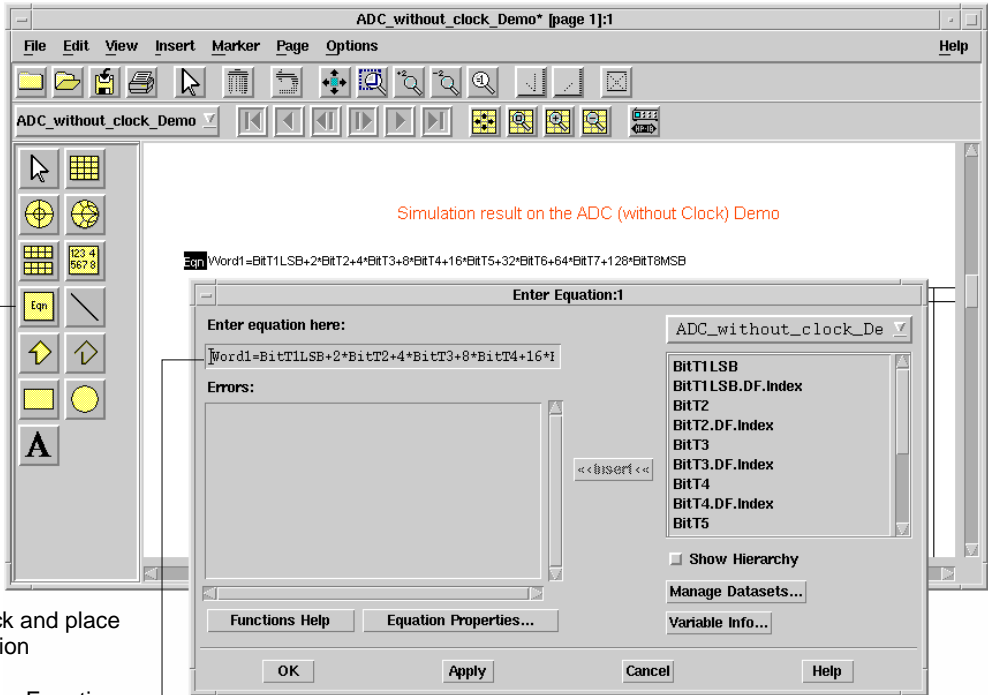 ADC_without_clock_Demo* [page 1]:1
File Edit View Insert Marker Page Options Help
ADC_without_clock_Demo
Simulation result on the ADC (without Clock) Demo
Eqn Word1=BitT1LSB+2*BitT2+4*BitT3+8*BitT4+16*BitT5+32*BitT6+64*BitT7+128*BitT8MSB
123 4
567 8
Eqn
A
Enter Equation:1
Enter equation here:
Word1=BitT1LSB+2*BitT2+4*BitT3+8*BitT4+16*
Errors:
<<Insert<<
ADC_without_clock_De
BitT1LSB
BitT1LSB.DF.Index
BitT2
BitT2.DF.Index
BitT3
BitT3.DF.Index
BitT4
BitT4.DF.Index
BitT5
Show Hierarchy
Manage Datasets...
Variable Info...
Functions Help Equation Properties...
OK Apply Cancel Help
ck and place
ion